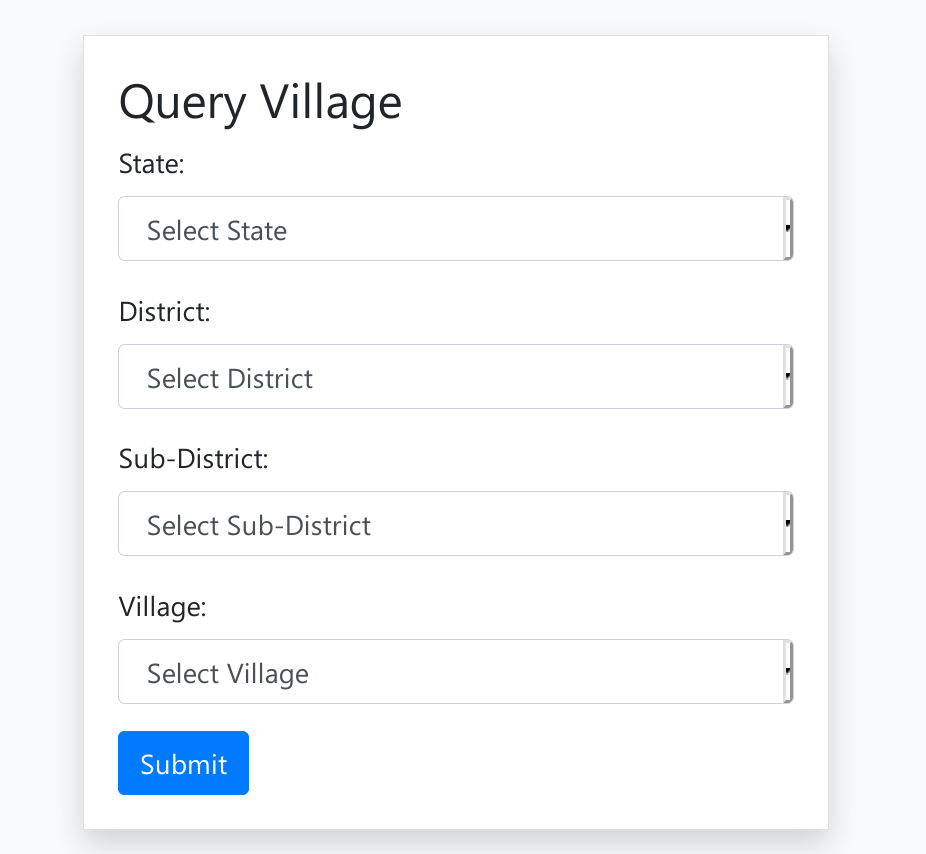 Query Village
State:
Select State
District:
Select District
Sub-District:
Select Sub-District
Village:
Select Village
Submit